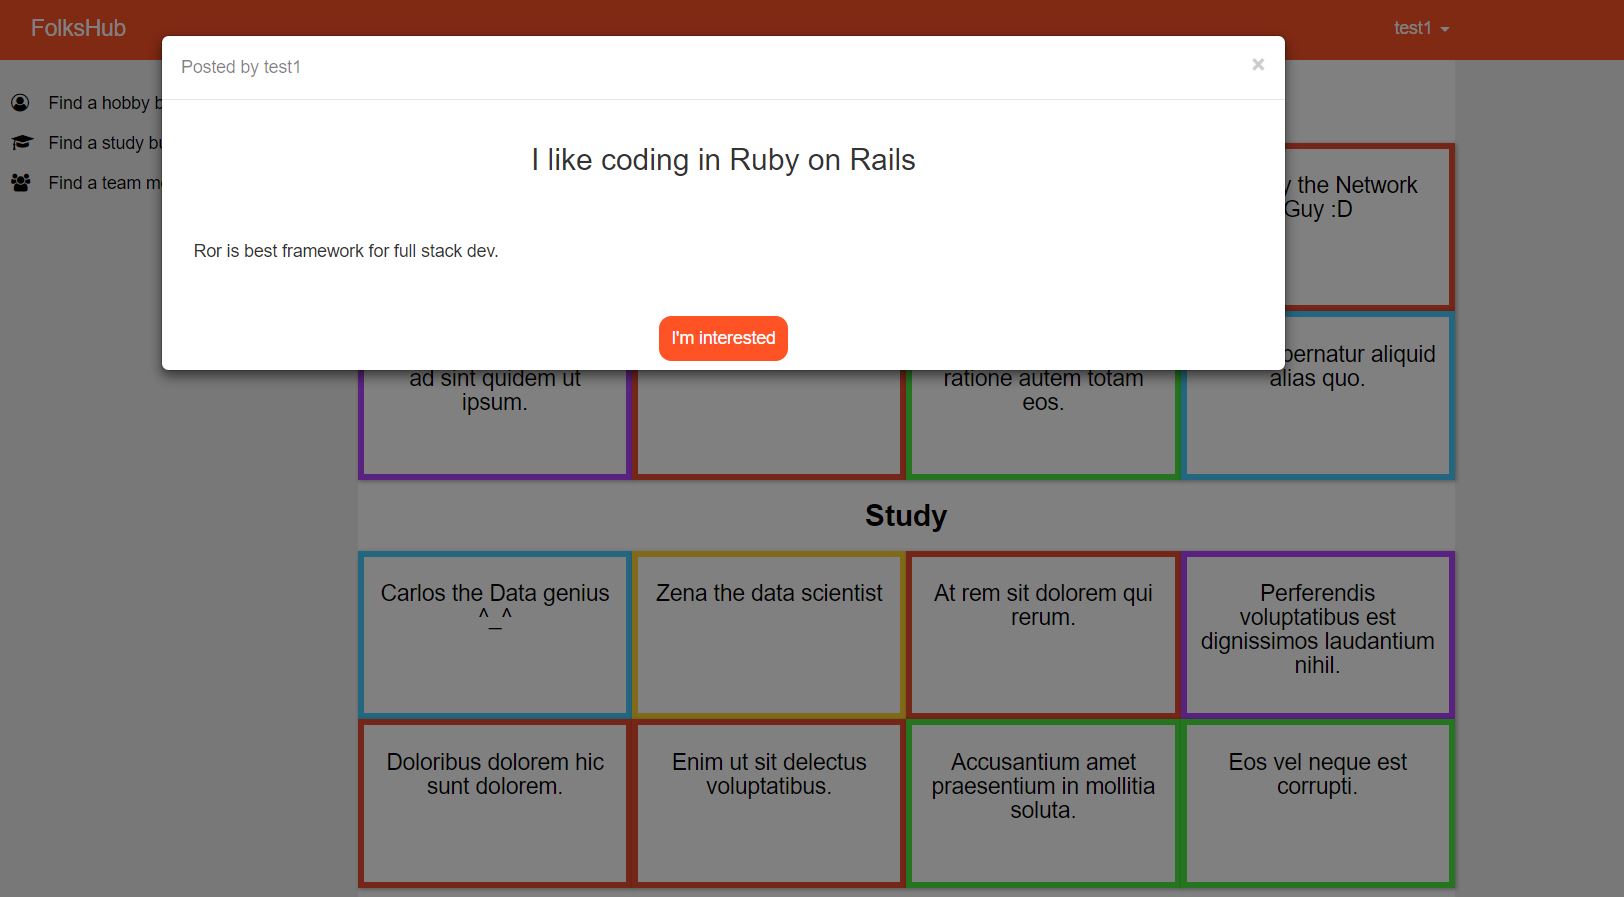 FolksHub
test1
Posted by test1
×
Find a hobby
Find a study
Find a team
I like coding in Ruby on Rails
Ror is best framework for full stack dev.
I'm interested
the Network
Guy :D
ad sint quidem ut
ipsum.
ratione autem totam
eos.
aliquid
alias quo.
Study
Carlos the Data genius
^_^
Zena the data scientist
At rem sit dolorem qui
rerum.
Perferendis
voluptatibus est
dignissimos laudantium
nihil.
Doloribus dolorem hic
sunt dolorem.
Enim ut sit delectus
voluptatibus.
Accusantium amet
praesentium in mollitia
soluta.
Eos vel neque est
corrupti.